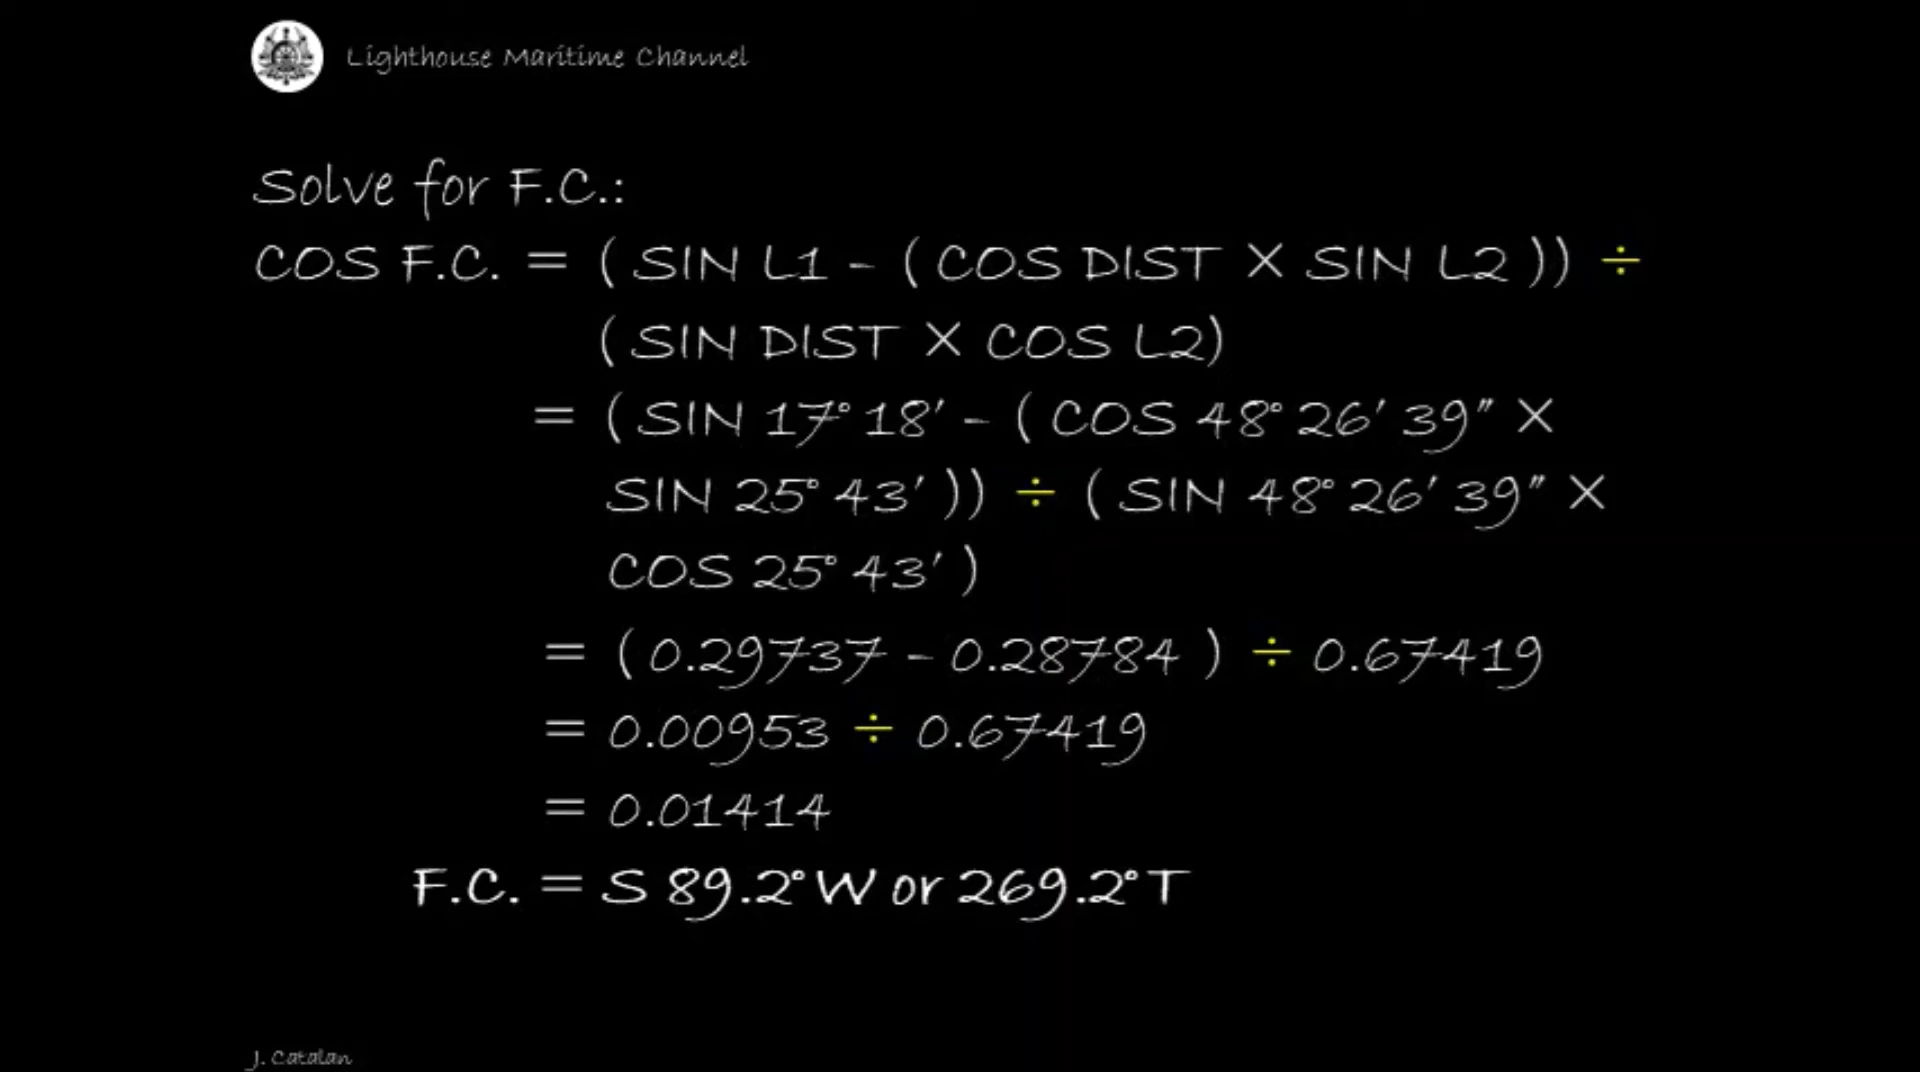 Lighthouse Maritime Channel
Solve for F.C.:
COS F.C. = ( SIN L1 - ( COS DIST X SIN L2 )) ÷
( SIN DIST X COS L2)
= ( SIN 17° 18' - ( COS 48° 26' 39" X
SIN 25° 43' )) ÷ ( SIN 48° 26' 39" X
COS 25° 43' )
= ( 0.29737 - 0.28784 ) ÷ 0.67419
= 0.00953 ÷ 0.67419
= 0.01414
F.C. = S 89.2° W or 269.2° T
J. Catalan